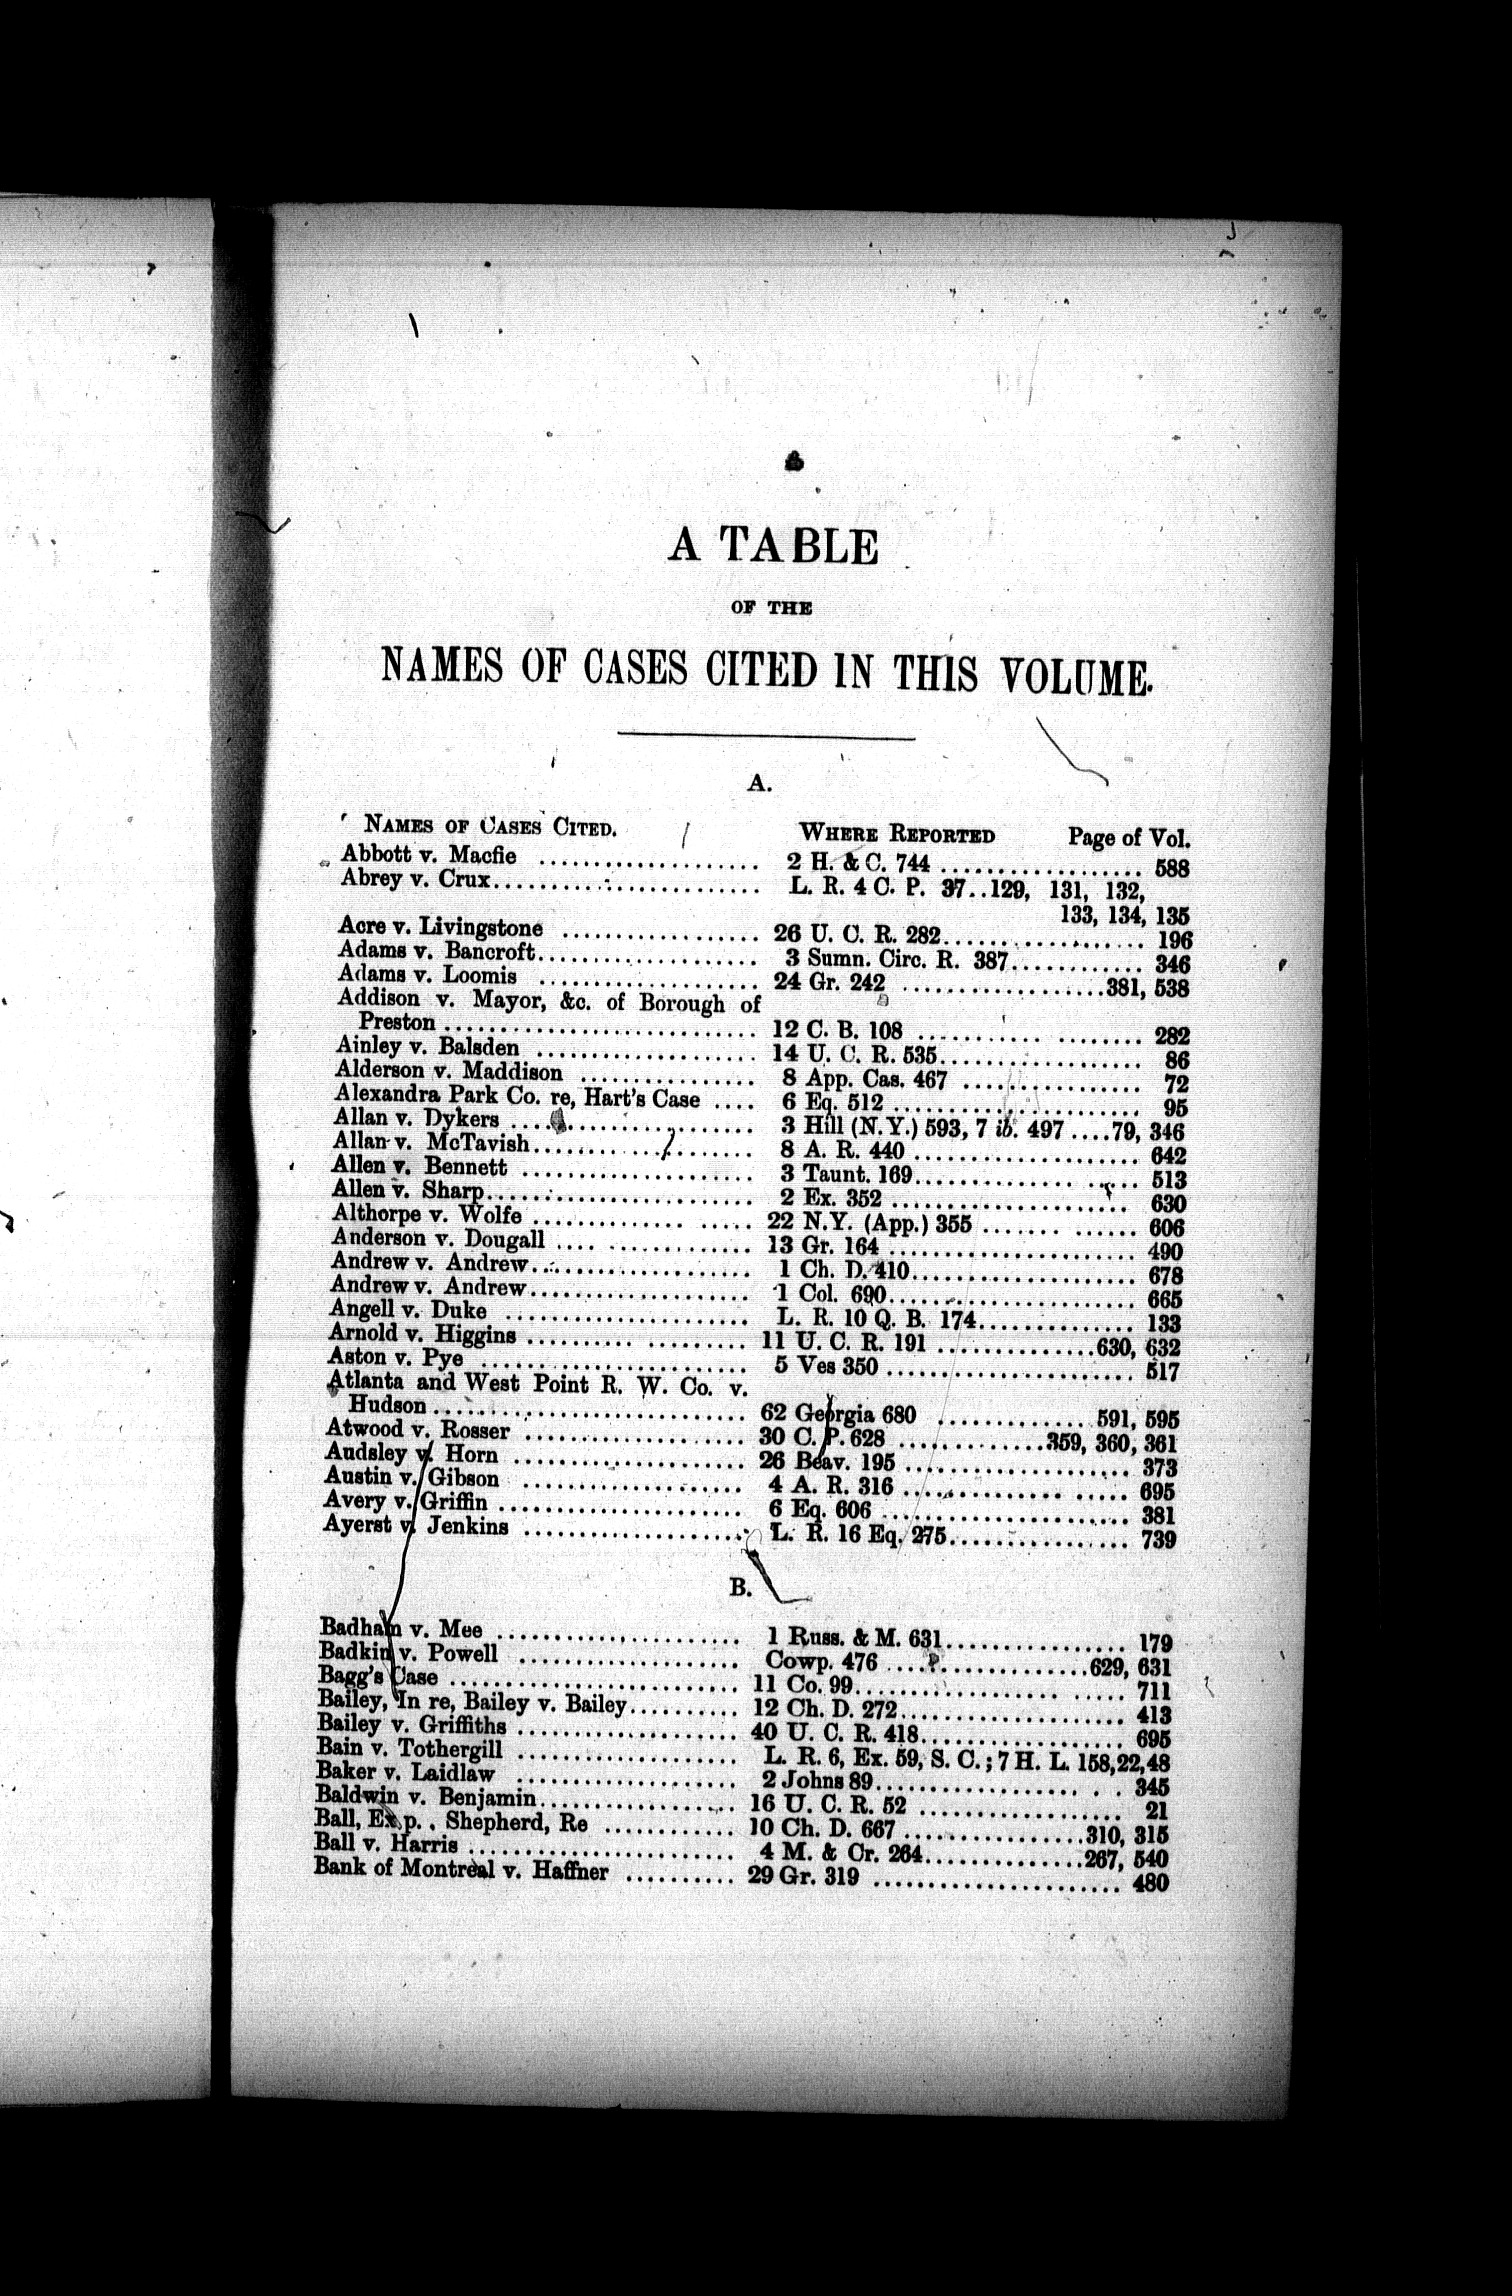 A TABLE
OF THE
NAMES OF CASES CITED IN THIS VOLUME.
A.
NAMES OF CASES CITED. WHERE REPORTED Page of Vol.
Abbott v. Macfie .................... 2 H. & C. 744 ................... 588
Abrey v. Crux......................... L. R. 4 C. P. 37..129, 131, 132,
133, 134, 135
Acre v. Livingstone .................. 26 U. C. R. 282.................... 196
Adams v. Bancroft.................... 3 Sumn. Circ. R. 387............ 346
Adams v. Loomis .................... 24 Gr. 242 ..................381, 538
Addison v. Mayor, &c. of Borough of
Preston ............................ 12 C. B. 108 .................... 282
Ainley v. Balsden .................... 14 U. C. R. 535................... 86
Alderson v. Maddison ................ 8 App. Cas. 467 ................ 72
Alexandra Park Co. re, Hart's Case .... 6 Eq. 512 ....................... 95
Allan v. Dykers ...................... 3 Hill (N.Y.) 593, 7 ib. 497 ....79, 346
Allan v. McTavish.................... 8 A. R. 440 ..................... 642
Allen v. Bennett ..................... 3 Taunt. 169.................... 513
Allen v. Sharp........................ 2 Ex. 352 ...................... 630
Althorpe v. Wolfe .................... 22 N.Y. (App.) 355 .............. 606
Anderson v. Dougall .................. 13 Gr. 164 ....................... 490
Andrew v. Andrew.................... 1 Ch. D. 410..................... 678
Andrew v. Andrew.................... 1 Col. 690....................... 665
Angell v. Duke ...................... L. R. 10 Q. B. 174.............. 133
Arnold v. Higgins .................... 11 U. C. R. 191 ..............630, 632
Aston v. Pye ........................ 5 Ves 350 ....................... 517
Atlanta and West Point R. W. Co. v.
Hudson ............................. 62 Georgia 680 ............. 591, 595
Atwood v. Rosser .................... 30 C. P. 628 .............359, 360, 361
Audsley v. Horn ..................... 26 Beav. 195 .................... 373
Austin v. Gibson .................... 4 A. R. 316 .................... 695
Avery v. Griffin ...................... 6 Eq. 606 ....................... 381
Ayerst v. Jenkins .................... L. R. 16 Eq. 275................. 739
B.
Badham v. Mee ...................... 1 Russ. & M. 631................ 179
Badkin v. Powell .................... Cowp. 476 ..................629, 631
Bagg's Case .......................... 11 Co. 99........................ 711
Bailey, In re, Bailey v. Bailey.......... 12 Ch. D. 272.................... 413
Bailey v. Griffiths .................... 40 U. C. R. 418.................. 695
Bain v. Tothergill .................... L. R. 6, Ex. 59, S. C. ; 7 H. L. 158,22,48
Baker v. Laidlaw .................... 2 Johns 89...................... 345
Baldwin v. Benjamin.................. 16 U. C. R. 52 .................. 21
Ball, Ex p., Shepherd, Re ............ 10 Ch. D. 667 ................310, 315
Ball v. Harris ........................ 4 M. & Cr. 264..............267, 540
Bank of Montreal v. Haffner .......... 29 Gr. 319 ...................... 480